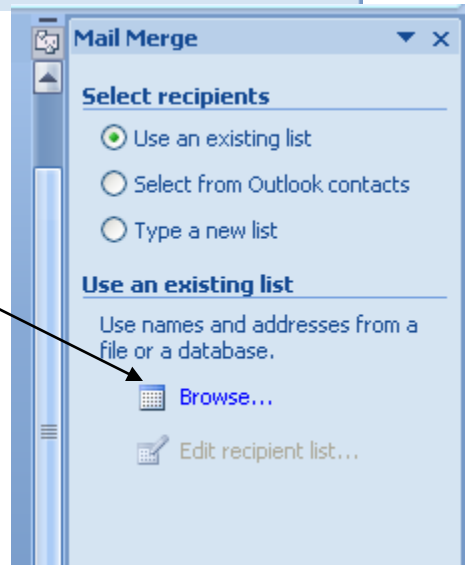 Mail Merge
Select recipients
Use an existing list
Select from Outlook contacts
Type a new list
Use an existing list
Use names and addresses from a
file or a database.
Browse...
Edit recipient list...